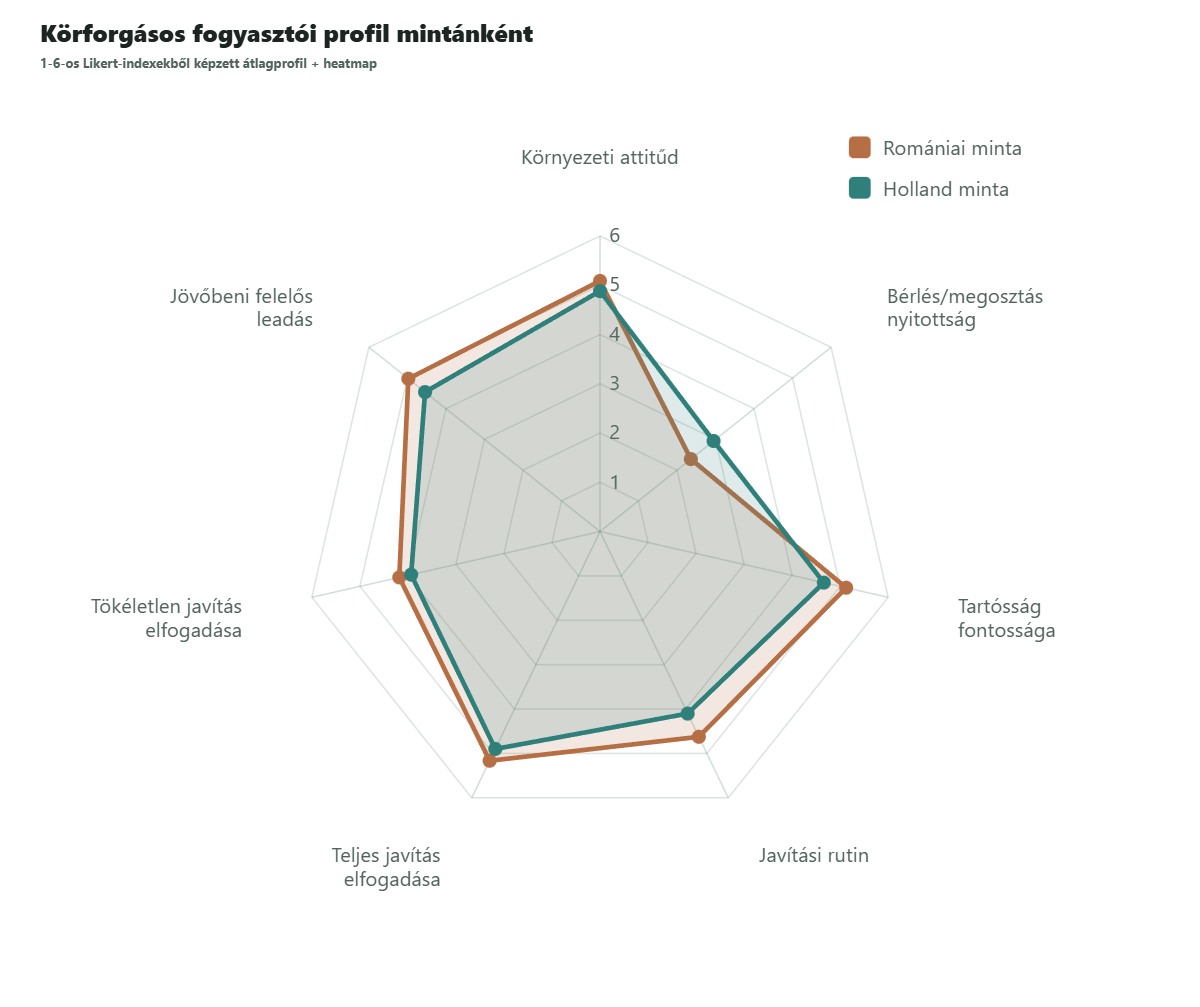 Körforgásos fogyasztói profil mintánként
1-6-os Likert-indexekből képzett átlagprofil + heatmap
Környezeti attitűd
Romániai minta
Holland minta
6
5
4
3
2
1
Jövőbeni felelős
leadás
Bérlés/megosztás
nyitottság
Tökéletlen javítás
elfogadása
Tartósság
fontossága
Teljes javítás
elfogadása
Javítási rutin